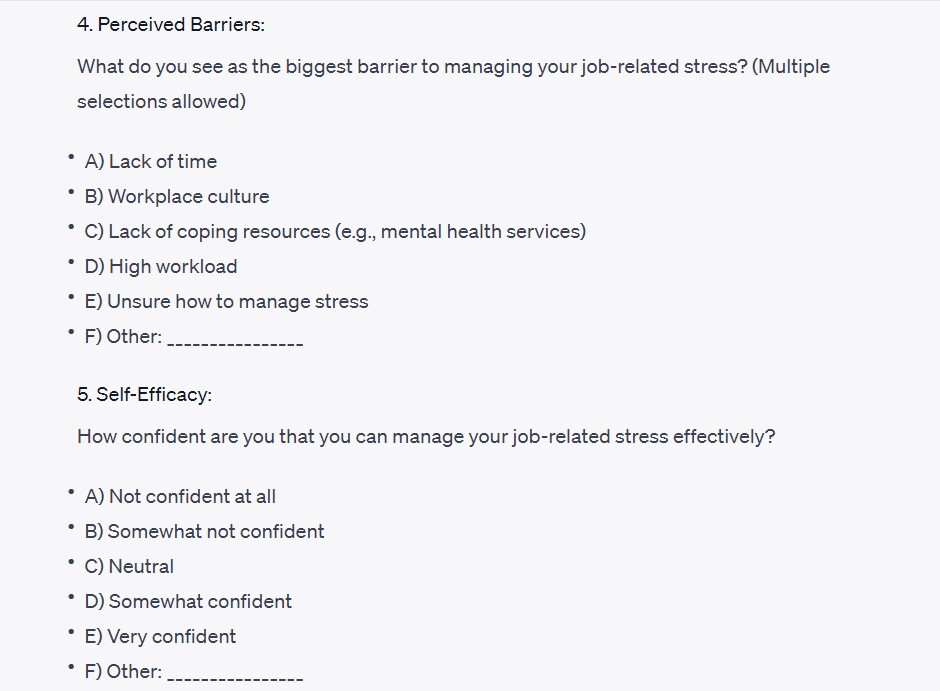 4. Perceived Barriers:
What do you see as the biggest barrier to managing your job-related stress? (Multiple
selections allowed)
• A) Lack of time
• B) Workplace culture
• C) Lack of coping resources (e.g., mental health services)
• D) High workload
• E) Unsure how to manage stress
• F) Other: ________________
5. Self-Efficacy:
How confident are you that you can manage your job-related stress effectively?
• A) Not confident at all
• B) Somewhat not confident
• C) Neutral
• D) Somewhat confident
• E) Very confident
• F) Other: ________________